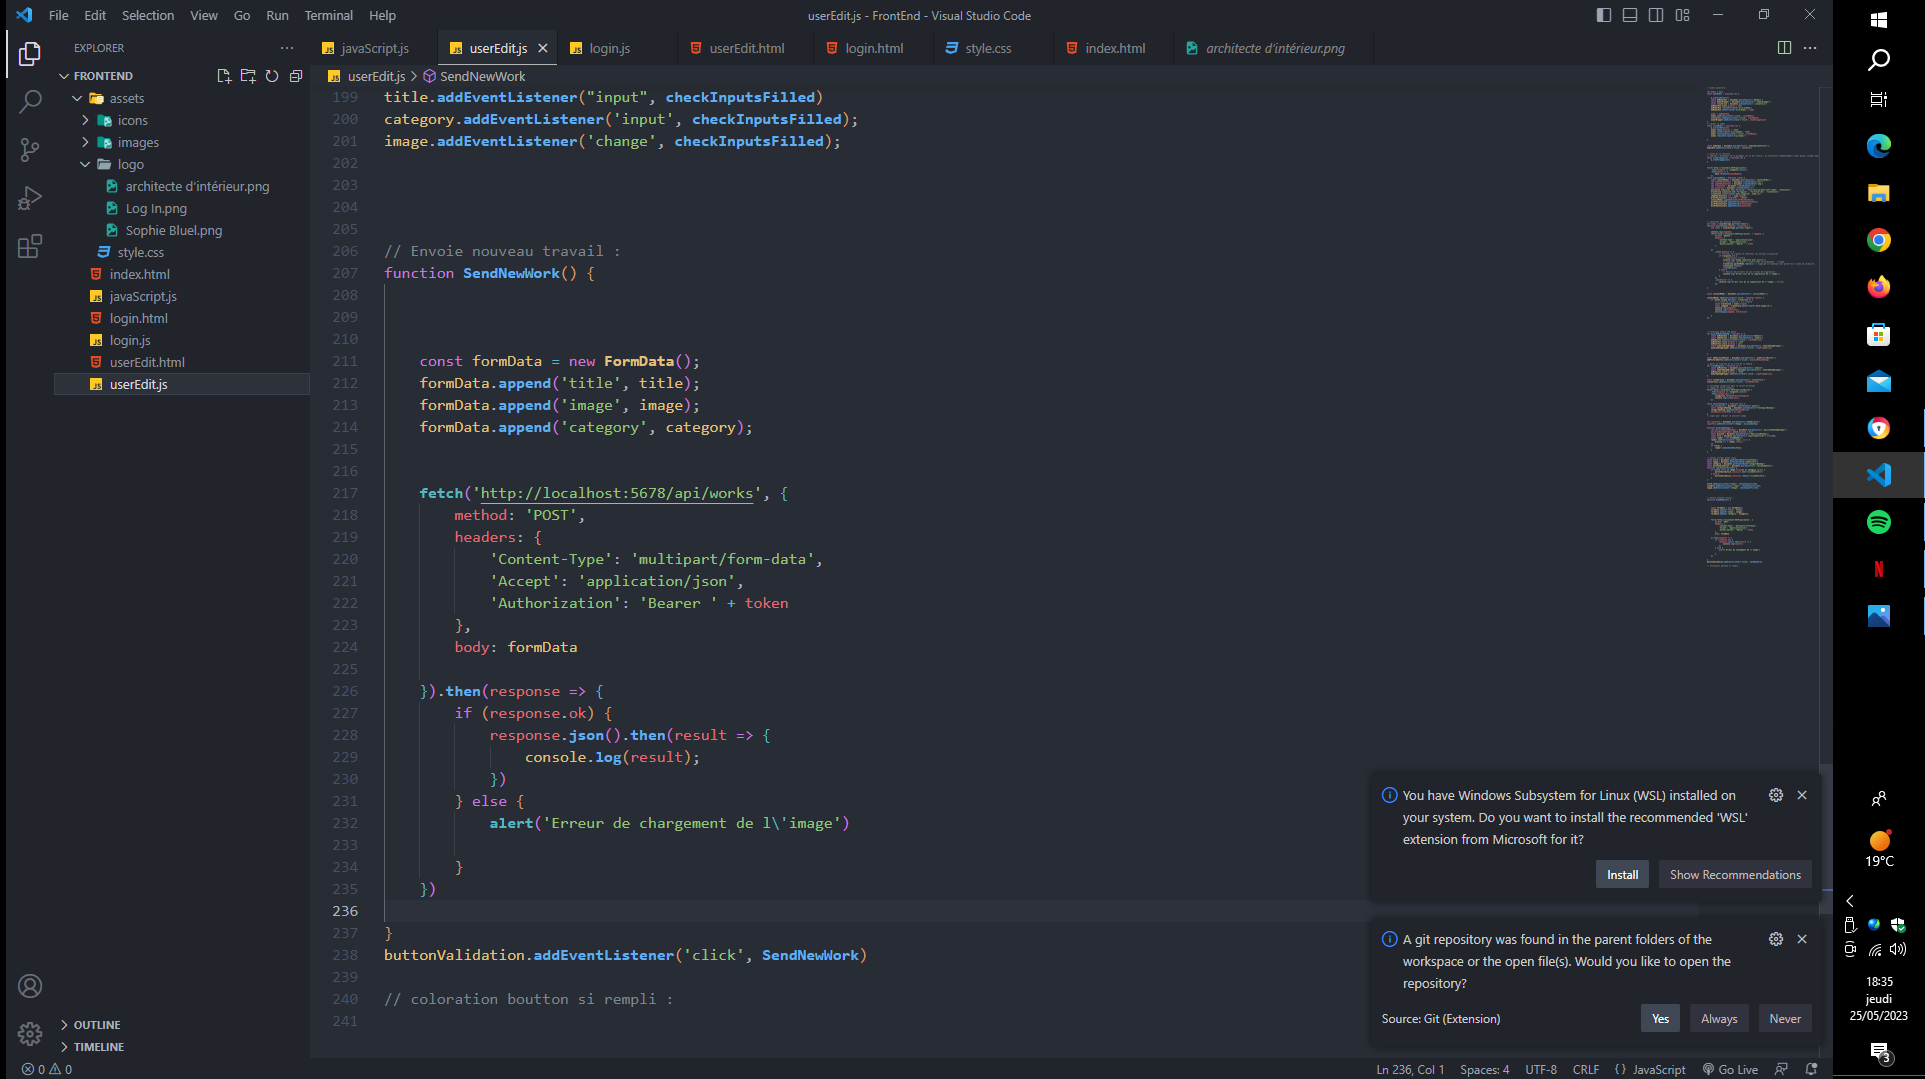 File Edit Selection View Go Run Terminal Help
userEdit.js - FrontEnd - Visual Studio Code
EXPLORER
FRONTEND
assets
icons
images
logo
architecte d'intérieur.png
Log In.png
Sophie Bluel.png
style.css
index.html
javaScript.js
login.html
login.js
userEdit.html
userEdit.js
OUTLINE
TIMELINE
javaScript.js userEdit.js login.js userEdit.html login.html style.css index.html architecte d'intérieur.png
userEdit.js > SendNewWork
199 title.addEventListener("input", checkInputsFilled)
200 category.addEventListener('input', checkInputsFilled);
201 image.addEventListener('change', checkInputsFilled);
202
203
204
205
206 // Envoie nouveau travail :
207 function SendNewWork() {
208
209
210
211 const formData = new FormData();
212 formData.append('title', title);
213 formData.append('image', image);
214 formData.append('category', category);
215
216
217 fetch('http://localhost:5678/api/works', {
218 method: 'POST',
219 headers: {
220 'Content-Type': 'multipart/form-data',
221 'Accept': 'application/json',
222 'Authorization': 'Bearer ' + token
223 },
224 body: formData
225
226 }).then(response => {
227 if (response.ok) {
228 response.json().then(result => {
229 console.log(result);
230 })
231 } else {
232 alert('Erreur de chargement de l\'image')
233
234 }
235 })
236
237 }
238 buttonValidation.addEventListener('click', SendNewWork)
239
240 // coloration boutton si rempli :
241
You have Windows Subsystem for Linux (WSL) installed on
your system. Do you want to install the recommended 'WSL'
extension from Microsoft for it?
Install Show Recommendations
A git repository was found in the parent folders of the
workspace or the open file(s). Would you like to open the
repository?
Source: Git (Extension) Yes Always Never
0 0
Ln 236, Col 1 Spaces: 4 UTF-8 CRLF {} JavaScript Go Live
19°C
18:35
jeudi
25/05/2023
3